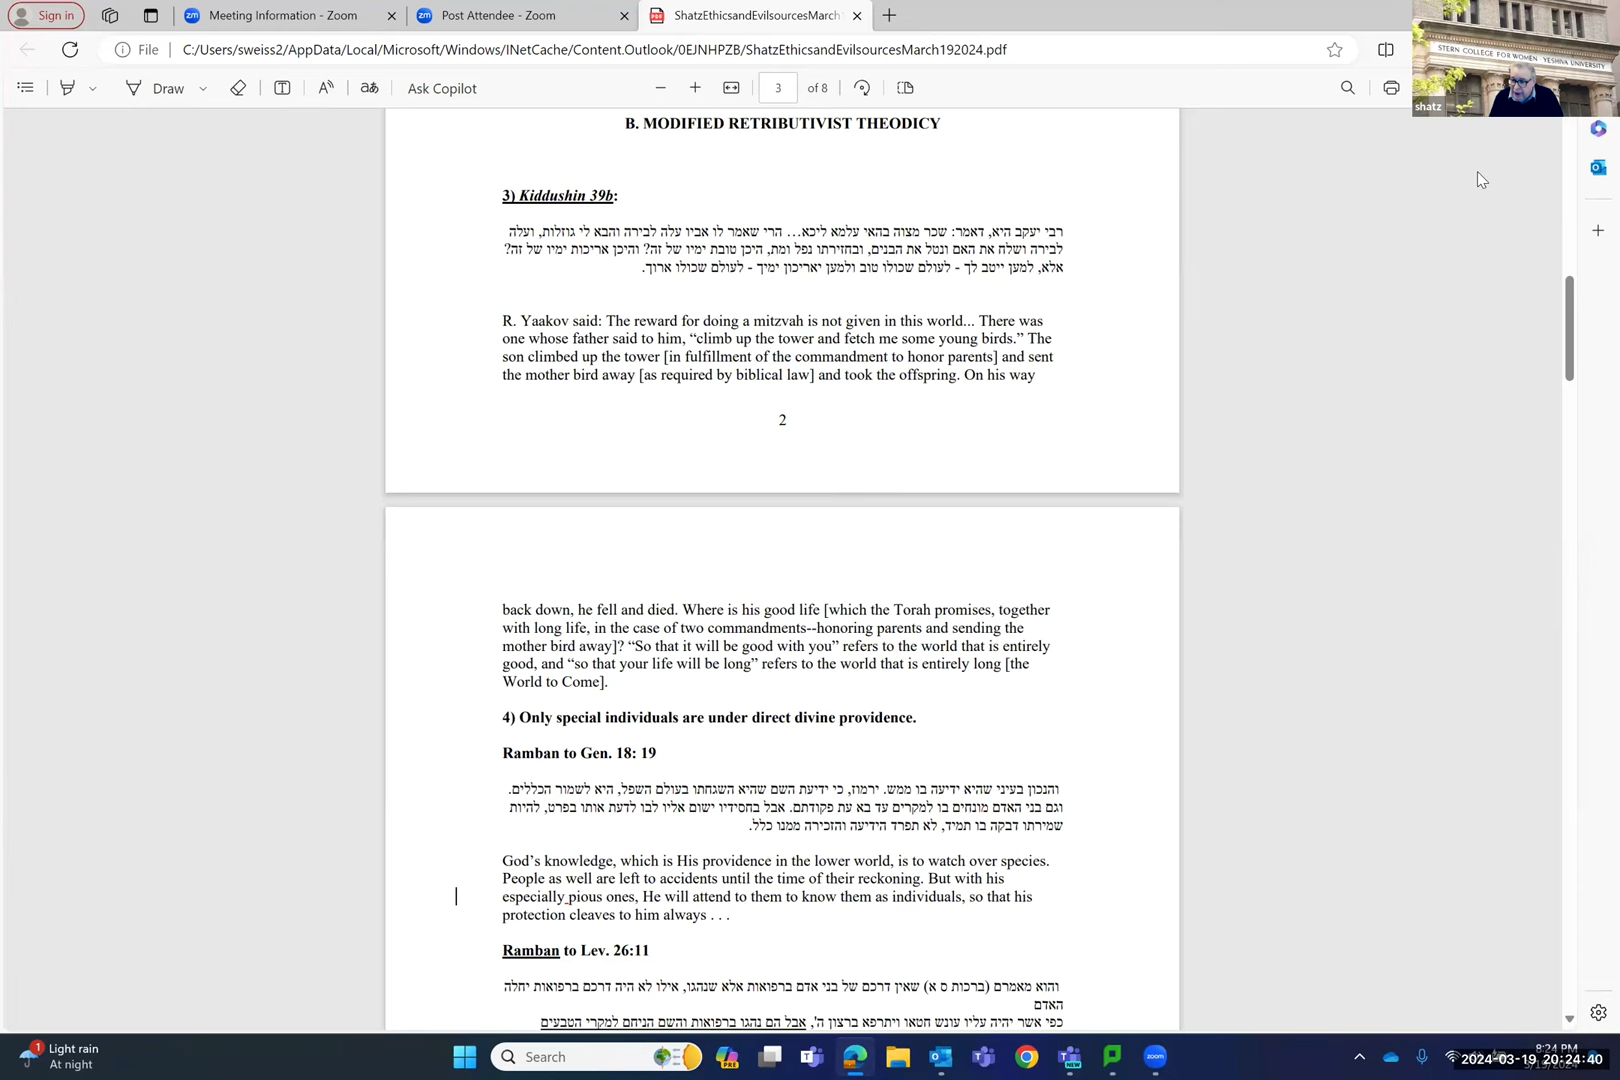 Sign in
Meeting Information - Zoom
Post Attendee - Zoom
ShatzEthicsandEvilsourcesMarch
File
C:/Users/sweiss2/AppData/Local/Microsoft/Windows/INetCache/Content.Outlook/0EJNHPZB/ShatzEthicsandEvilsourcesMarch192024.pdf
STERN COLLEGE FOR WOMEN · YESHIVA UNIVERSITY
shatz
Draw
Ask Copilot
3
of 8
B. MODIFIED RETRIBUTIVIST THEODICY
3) Kiddushin 39b:
רבי יעקב היא, דאמר: שכר מצוה בהאי עלמא ליכא... הרי שאמר לו אביו עלה לבירה והבא לי גוזלות, ועלה
לבירה ושלח את האם ונטל את הבנים, ובחזירתו נפל ומת, היכן טובת ימיו של זה? והיכן אריכות ימיו של זה?
אלא, למען ייטב לך - לעולם שכולו טוב ולמען יאריכון ימיך - לעולם שכולו ארוך.
R. Yaakov said: The reward for doing a mitzvah is not given in this world... There was
one whose father said to him, “climb up the tower and fetch me some young birds.” The
son climbed up the tower [in fulfillment of the commandment to honor parents] and sent
the mother bird away [as required by biblical law] and took the offspring. On his way
2
back down, he fell and died. Where is his good life [which the Torah promises, together
with long life, in the case of two commandments--honoring parents and sending the
mother bird away]? “So that it will be good with you” refers to the world that is entirely
good, and “so that your life will be long” refers to the world that is entirely long [the
World to Come].
4) Only special individuals are under direct divine providence.
Ramban to Gen. 18: 19
והנכון בעיני שהיא ידיעה בו ממש. ירמוז, כי ידיעת השם שהיא השגחתו בעולם השפל, היא לשמור הכללים.
וגם בני האדם מונחים בו למקרים עד בא עת פקודתם. אבל בחסידיו ישום אליו לבו לדעת אותו בפרט, להיות
שמירתו דבקה בו תמיד, לא תפרד הידיעה והזכירה ממנו כלל.
God’s knowledge, which is His providence in the lower world, is to watch over species.
People as well are left to accidents until the time of their reckoning. But with his
especially pious ones, He will attend to them to know them as individuals, so that his
protection cleaves to him always . . .
Ramban to Lev. 26:11
והוא מאמרם (ברכות ס א) שאין דרכם של בני אדם ברפואות אלא שנהגו, אילו לא היה דרכם ברפואות יחלה
האדם
כפי אשר יהיה עליו עונש חטאו ויתרפא ברצון ה', אבל הם נהגו ברפואות והשם הניחם למקרי הטבעים
1
Light rain
At night
Search
PRE
NEW
8:24 PM
2024-03-19 20:24:40